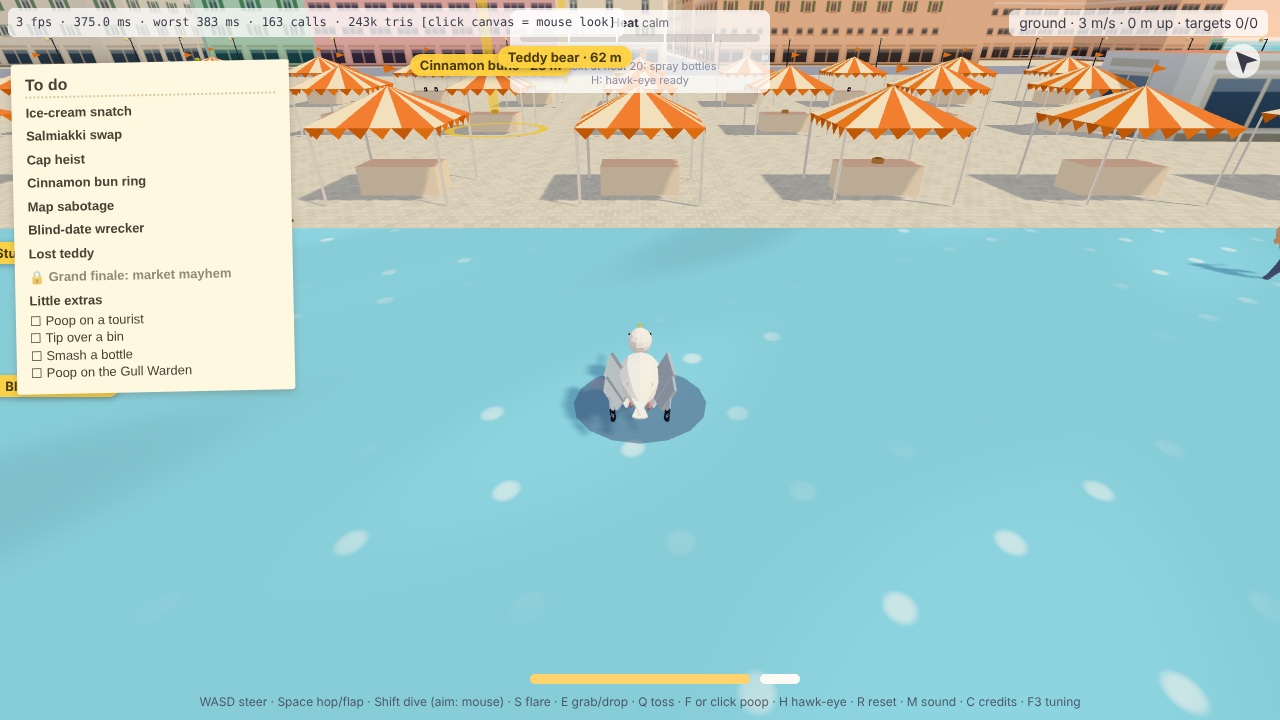 3 fps · 375.0 ms · worst 383 ms · 163 calls · 243k tris [click canvas = mouse look]
calm
ground · 3 m/s · 0 m up · targets 0/0
Teddy bear · 62 m
Cinnamon
at heat 20: spray bottles
H: hawk-eye ready
To do
Ice-cream snatch
Salmiakki swap
Cap heist
Cinnamon bun ring
Map sabotage
Blind-date wrecker
Lost teddy
Grand finale: market mayhem
Little extras
Poop on a tourist
Tip over a bin
Smash a bottle
Poop on the Gull Warden
WASD steer · Space hop/flap · Shift dive (aim: mouse) · S flare · E grab/drop · Q toss · F or click poop · H hawk-eye · R reset · M sound · C credits · F3 tuning